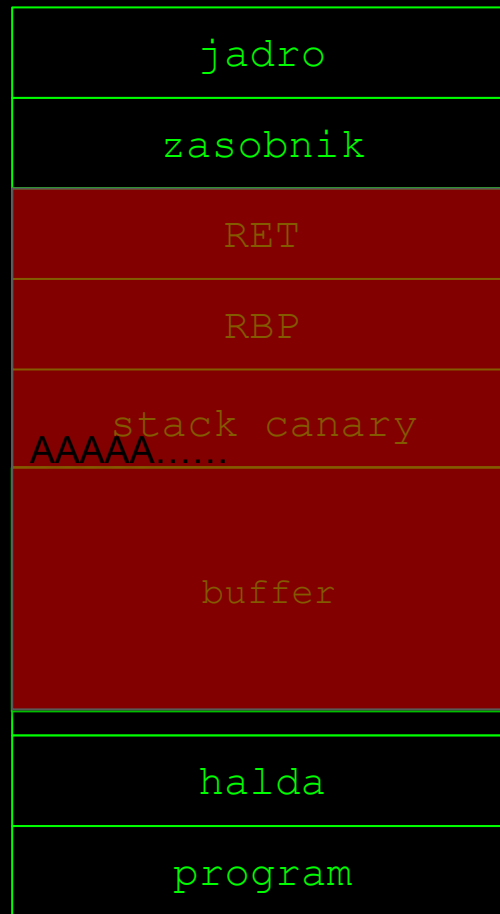 jadro
zasobnik
RET
RBP
stack canary
AAAAA......
buffer
halda
program